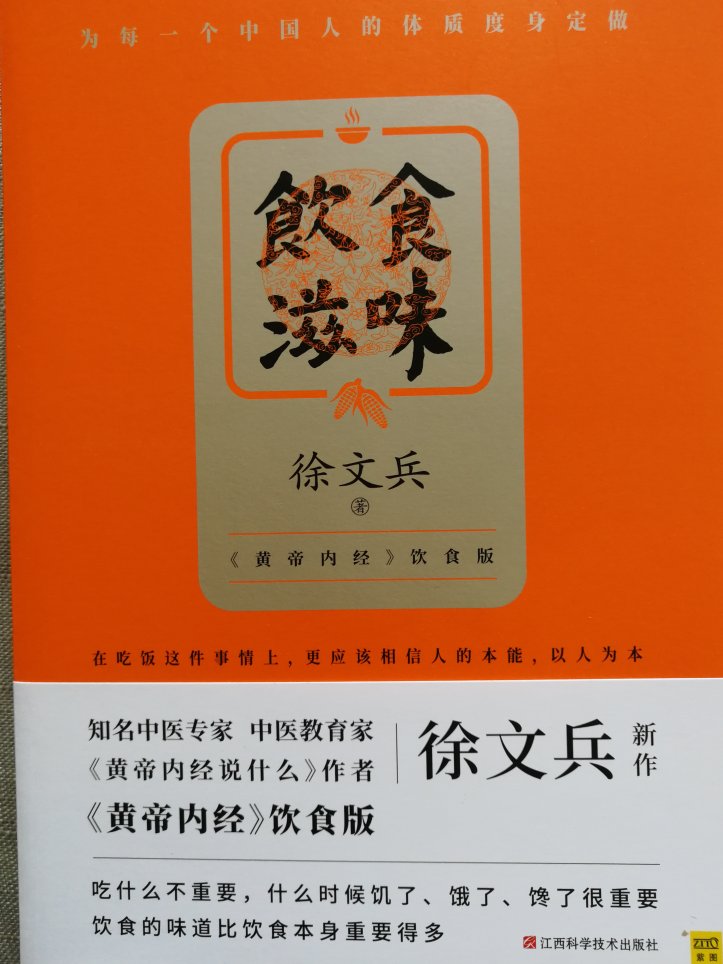 为每一个中国人的体质度身定做
飲食
滋味
徐文兵
著
《黄帝内经》饮食版
在吃饭这件事情上，更应该相信人的本能，以人为本
知名中医专家 中医教育家
《黄帝内经说什么》作者
《黄帝内经》饮食版
徐文兵 新作
吃什么不重要，什么时候饥了、饿了、馋了很重要
饮食的味道比饮食本身重要得多
江西科学技术出版社
ZITO
紫图